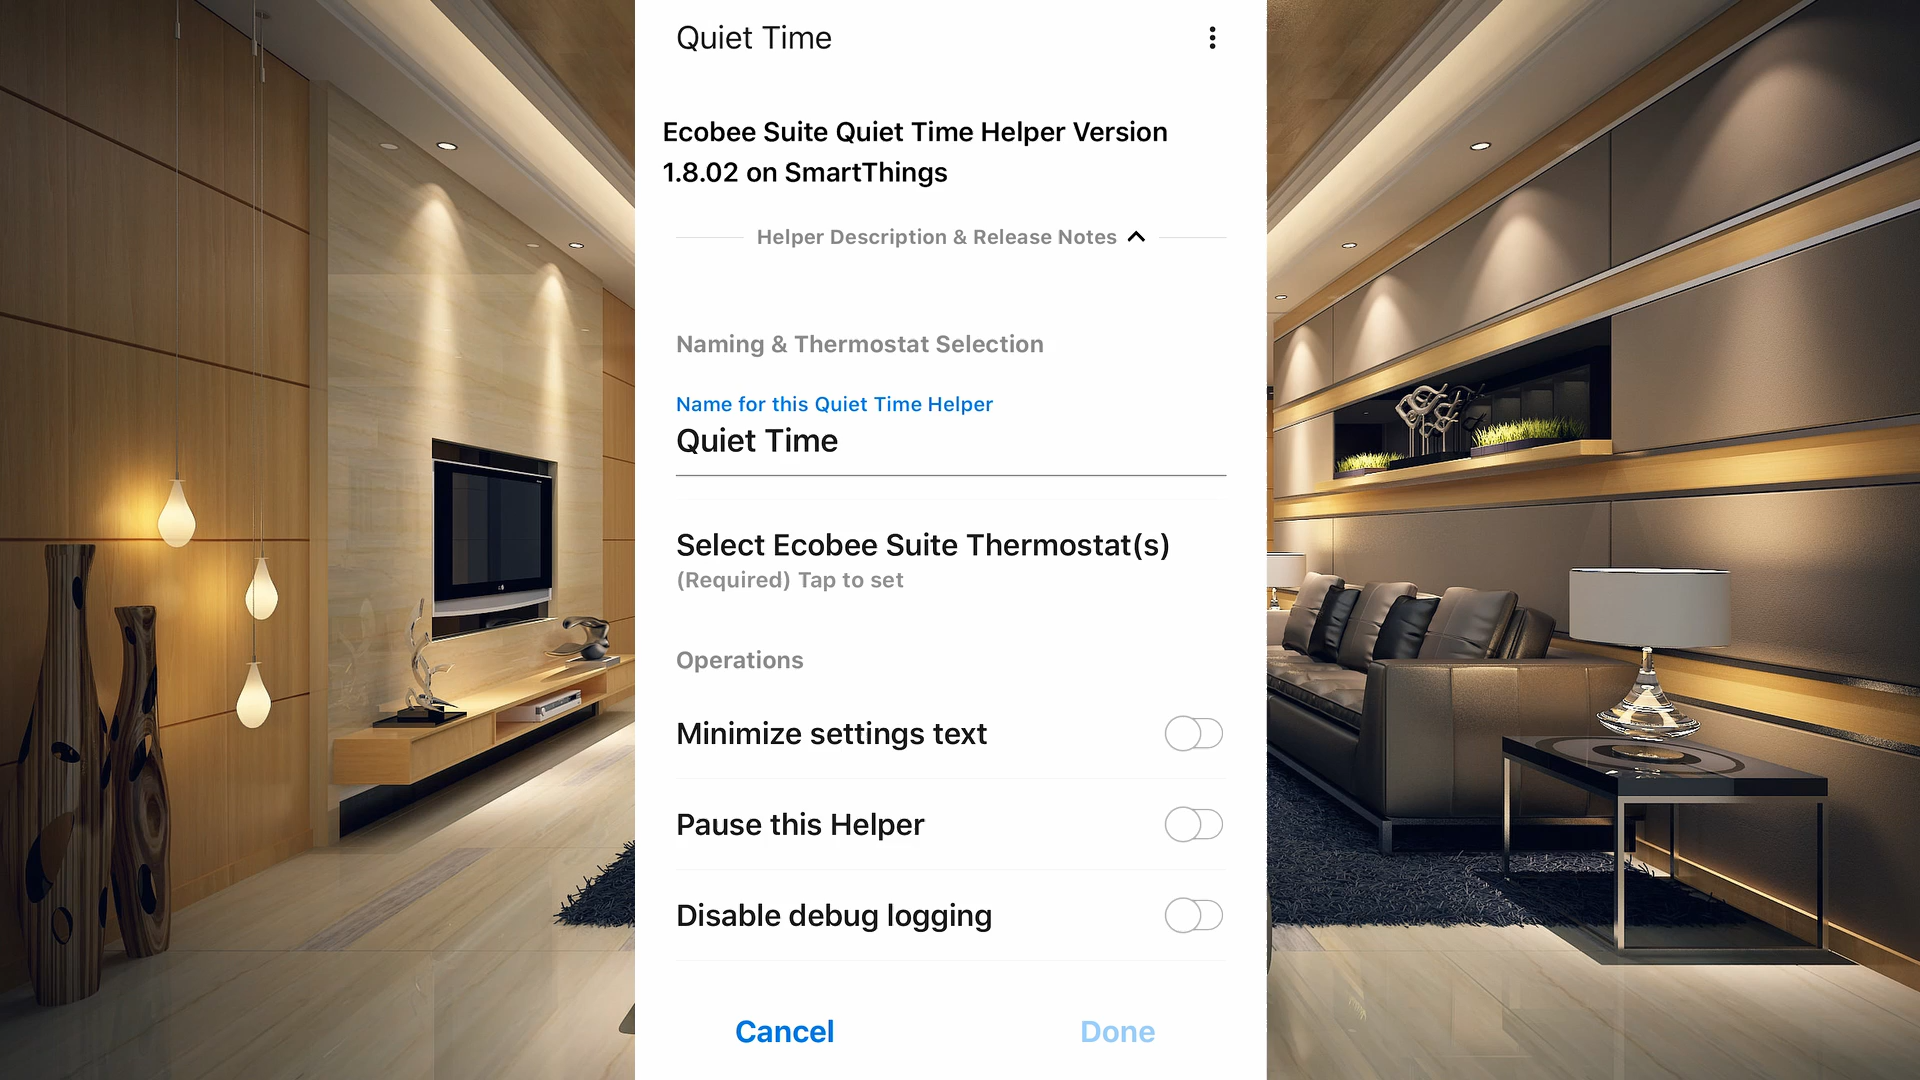 Quiet Time
Ecobee Suite Quiet Time Helper Version
1.8.02 on SmartThings
Helper Description & Release Notes
Naming & Thermostat Selection
Name for this Quiet Time Helper
Quiet Time
Select Ecobee Suite Thermostat(s)
(Required) Tap to set
Operations
Minimize settings text
Pause this Helper
Disable debug logging
Cancel
Done